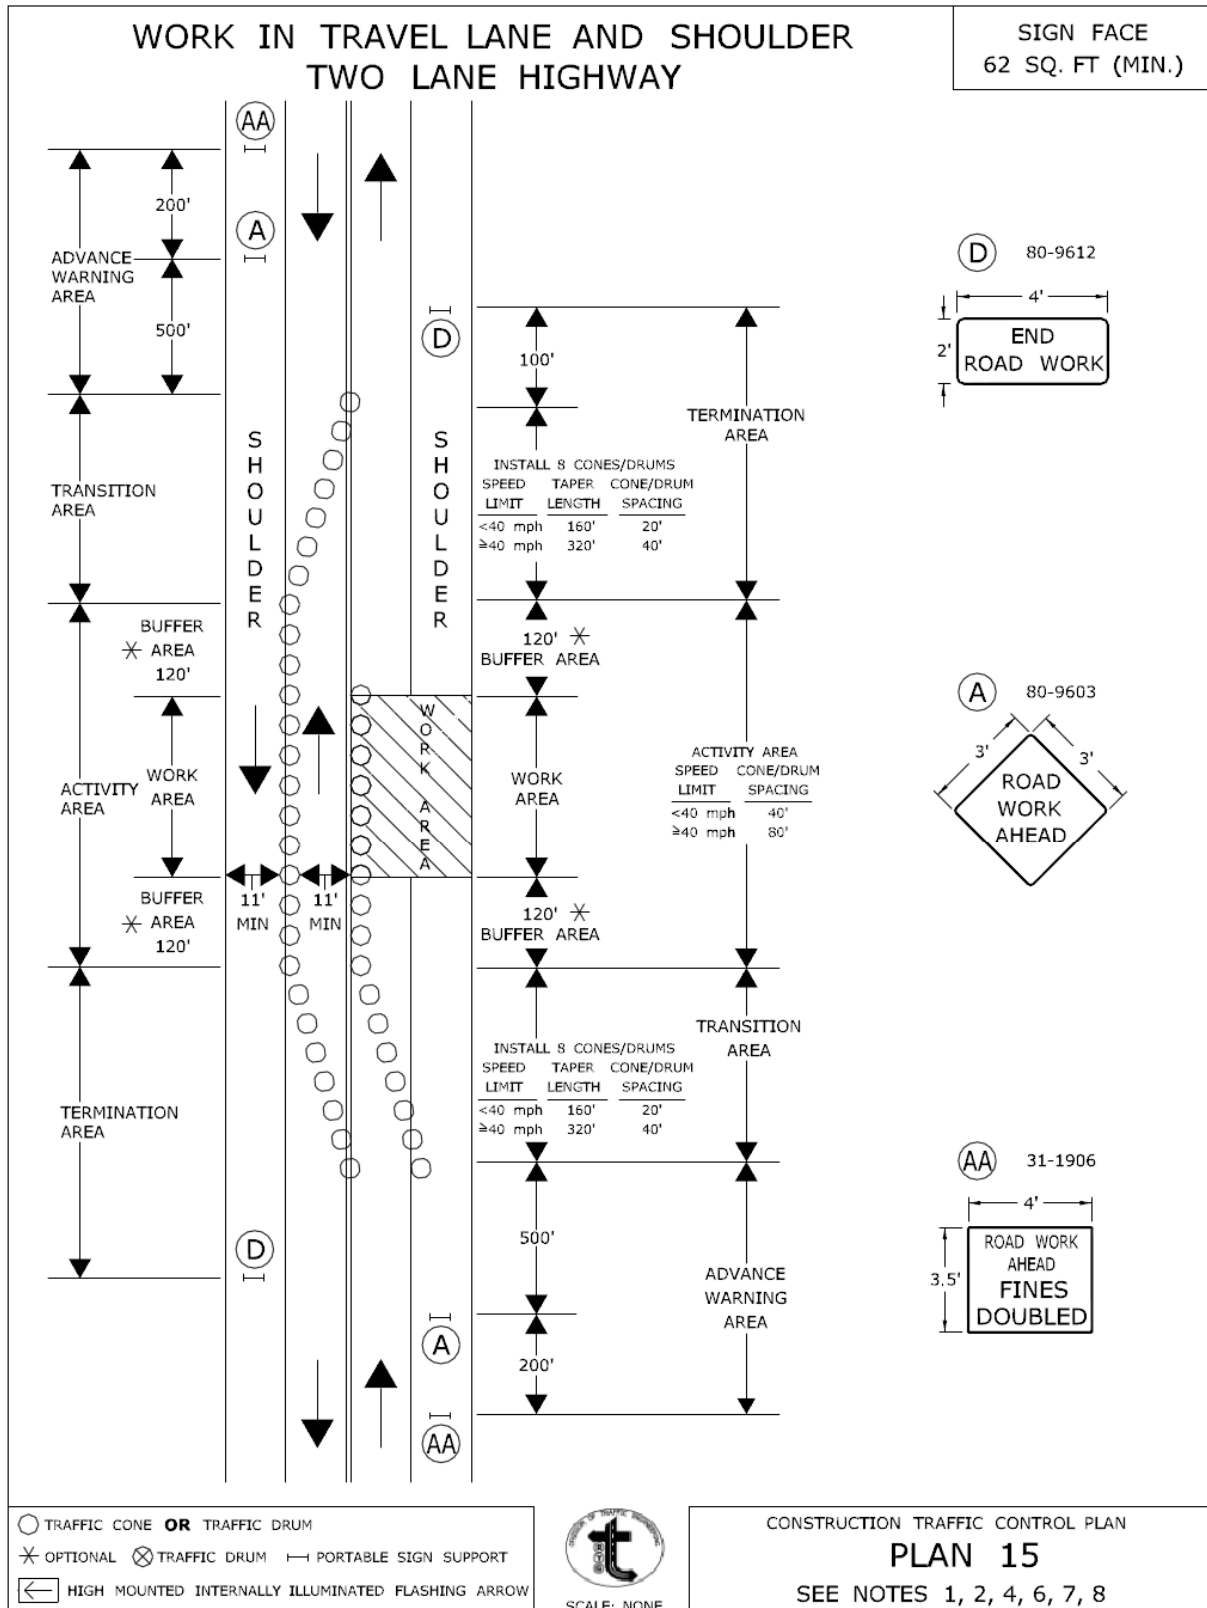 WORK IN TRAVEL LANE AND SHOULDER
TWO LANE HIGHWAY
SIGN FACE
62 SQ. FT (MIN.)
AA
200'
A
ADVANCE
WARNING
AREA
500'
D
100'
TERMINATION
AREA
D 80-9612
4'
2'
END
ROAD WORK
SHOULDER
SHOULDER
TRANSITION
AREA
INSTALL 8 CONES/DRUMS
SPEED TAPER CONE/DRUM
LIMIT LENGTH SPACING
<40 mph 160' 20'
≥40 mph 320' 40'
BUFFER
AREA
120'
120'
BUFFER AREA
WORK AREA
ACTIVITY
AREA
WORK
AREA
WORK
AREA
ACTIVITY AREA
SPEED CONE/DRUM
LIMIT SPACING
<40 mph 40'
≥40 mph 80'
A 80-9603
3' 3'
ROAD
WORK
AHEAD
BUFFER
AREA
120'
11'
MIN
11'
MIN
120'
BUFFER AREA
TRANSITION
AREA
INSTALL 8 CONES/DRUMS
SPEED TAPER CONE/DRUM
LIMIT LENGTH SPACING
<40 mph 160' 20'
≥40 mph 320' 40'
TERMINATION
AREA
D
500'
ADVANCE
WARNING
AREA
A
200'
AA
AA 31-1906
4'
3.5'
ROAD WORK
AHEAD
FINES
DOUBLED
TRAFFIC CONE OR TRAFFIC DRUM
OPTIONAL TRAFFIC DRUM PORTABLE SIGN SUPPORT
HIGH MOUNTED INTERNALLY ILLUMINATED FLASHING ARROW
DIVISION OF TRAFFIC ENGINEERING
SCALE: NONE
CONSTRUCTION TRAFFIC CONTROL PLAN
PLAN 15
SEE NOTES 1, 2, 4, 6, 7, 8